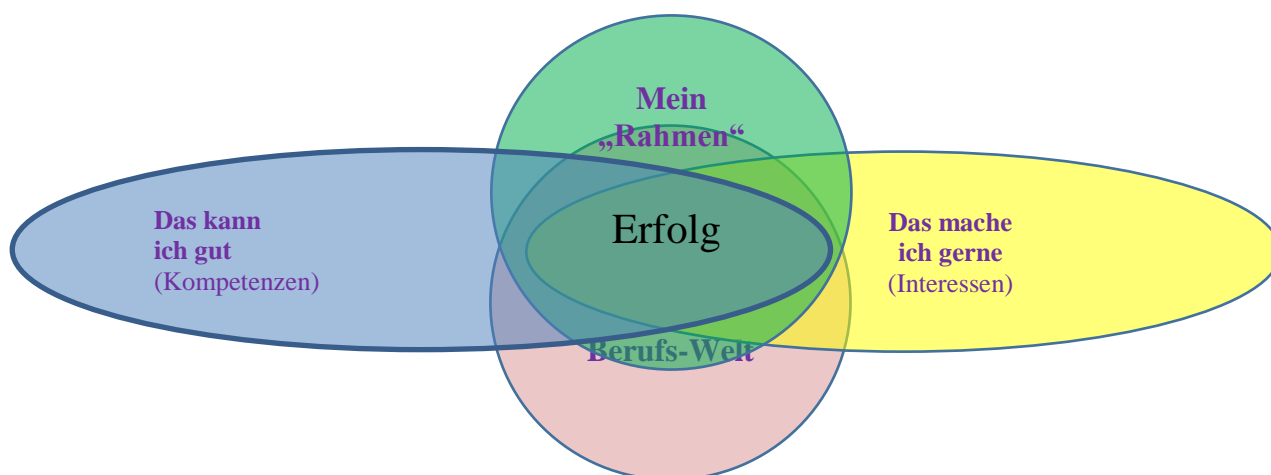 Mein
„Rahmen“
Das kann
ich gut
(Kompetenzen)
Erfolg
Das mache
ich gerne
(Interessen)
Berufs-Welt